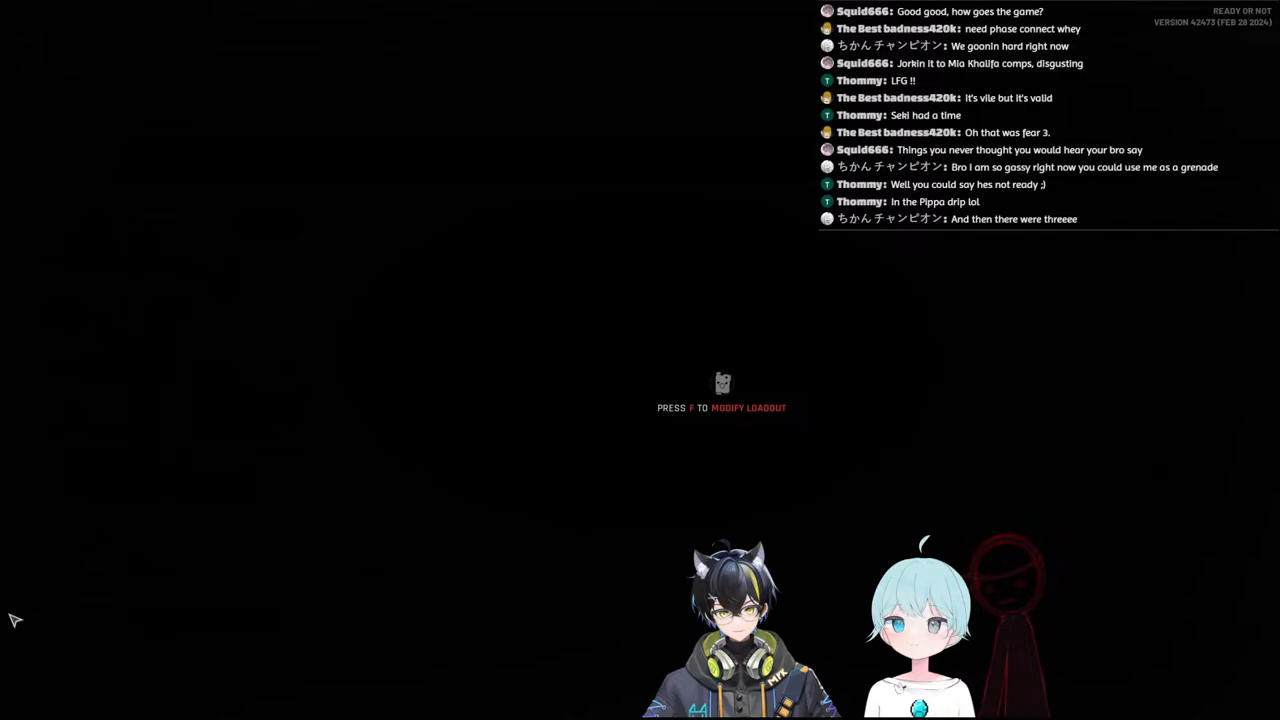 READY OR NOT
VERSION 42473 (FEB 28 2024)
Squid666: Good good, how goes the game?
The Best badness420k: need phase connect whey
ちかん チャンピオン: We goonin hard right now
Squid666: Jorkin it to Mia Khalifa comps, disgusting
T Thommy: LFG !!
The Best badness420k: It's vile but it's valid
T Thommy: Seki had a time
The Best badness420k: Oh that was fear 3.
Squid666: Things you never thought you would hear your bro say
ちかん チャンピオン: Bro I am so gassy right now you could use me as a grenade
T Thommy: Well you could say hes not ready ;)
T Thommy: In the Pippa drip lol
ちかん チャンピオン: And then there were threeee
PRESS F TO MODIFY LOADOUT